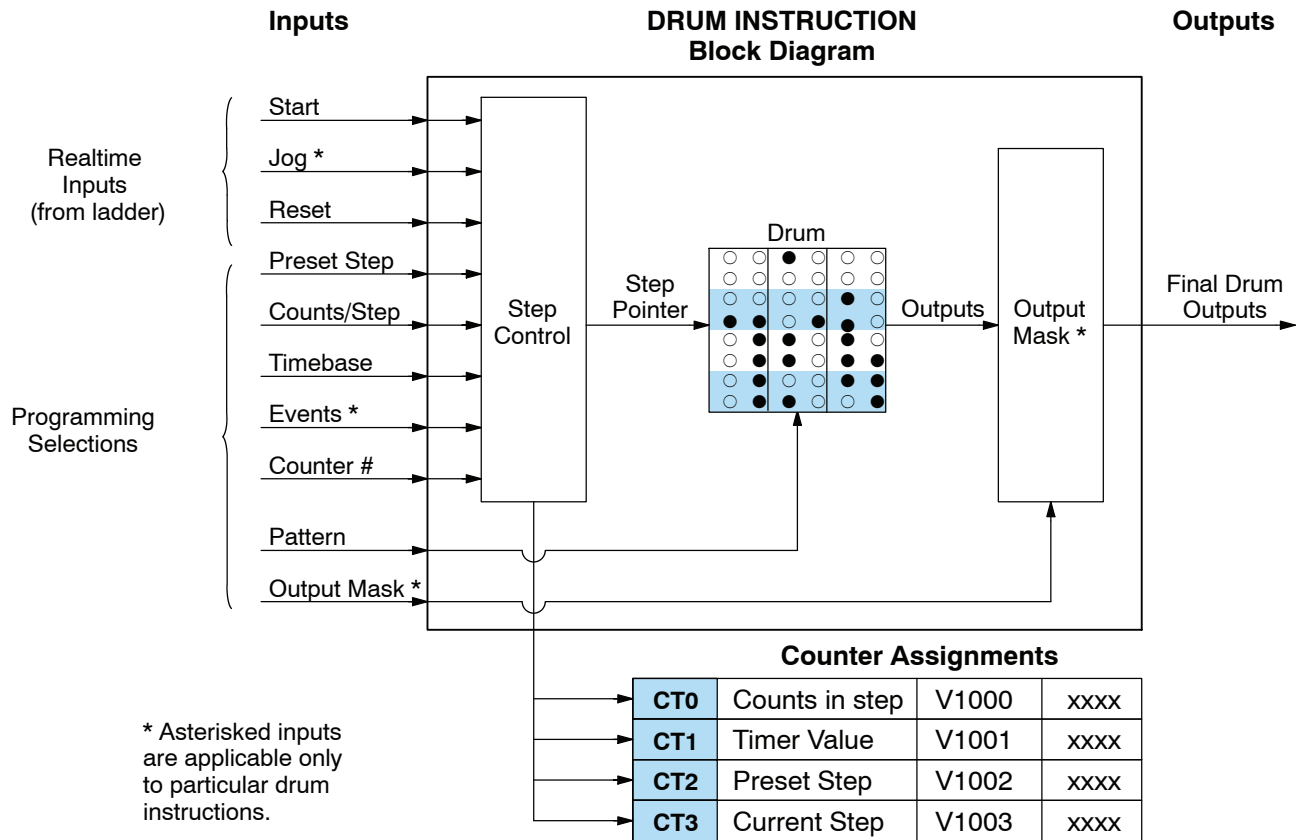 Inputs
DRUM INSTRUCTION
Block Diagram
Outputs
Realtime
Inputs
(from ladder)
Start
Jog *
Reset
Programming
Selections
Preset Step
Counts/Step
Timebase
Events *
Counter #
Pattern
Output Mask *
Step
Control
Step
Pointer
Drum
Outputs
Output
Mask *
Final Drum
Outputs
Counter Assignments
CT0 Counts in step V1000 xxxx
CT1 Timer Value V1001 xxxx
CT2 Preset Step V1002 xxxx
CT3 Current Step V1003 xxxx
* Asterisked inputs
are applicable only
to particular drum
instructions.